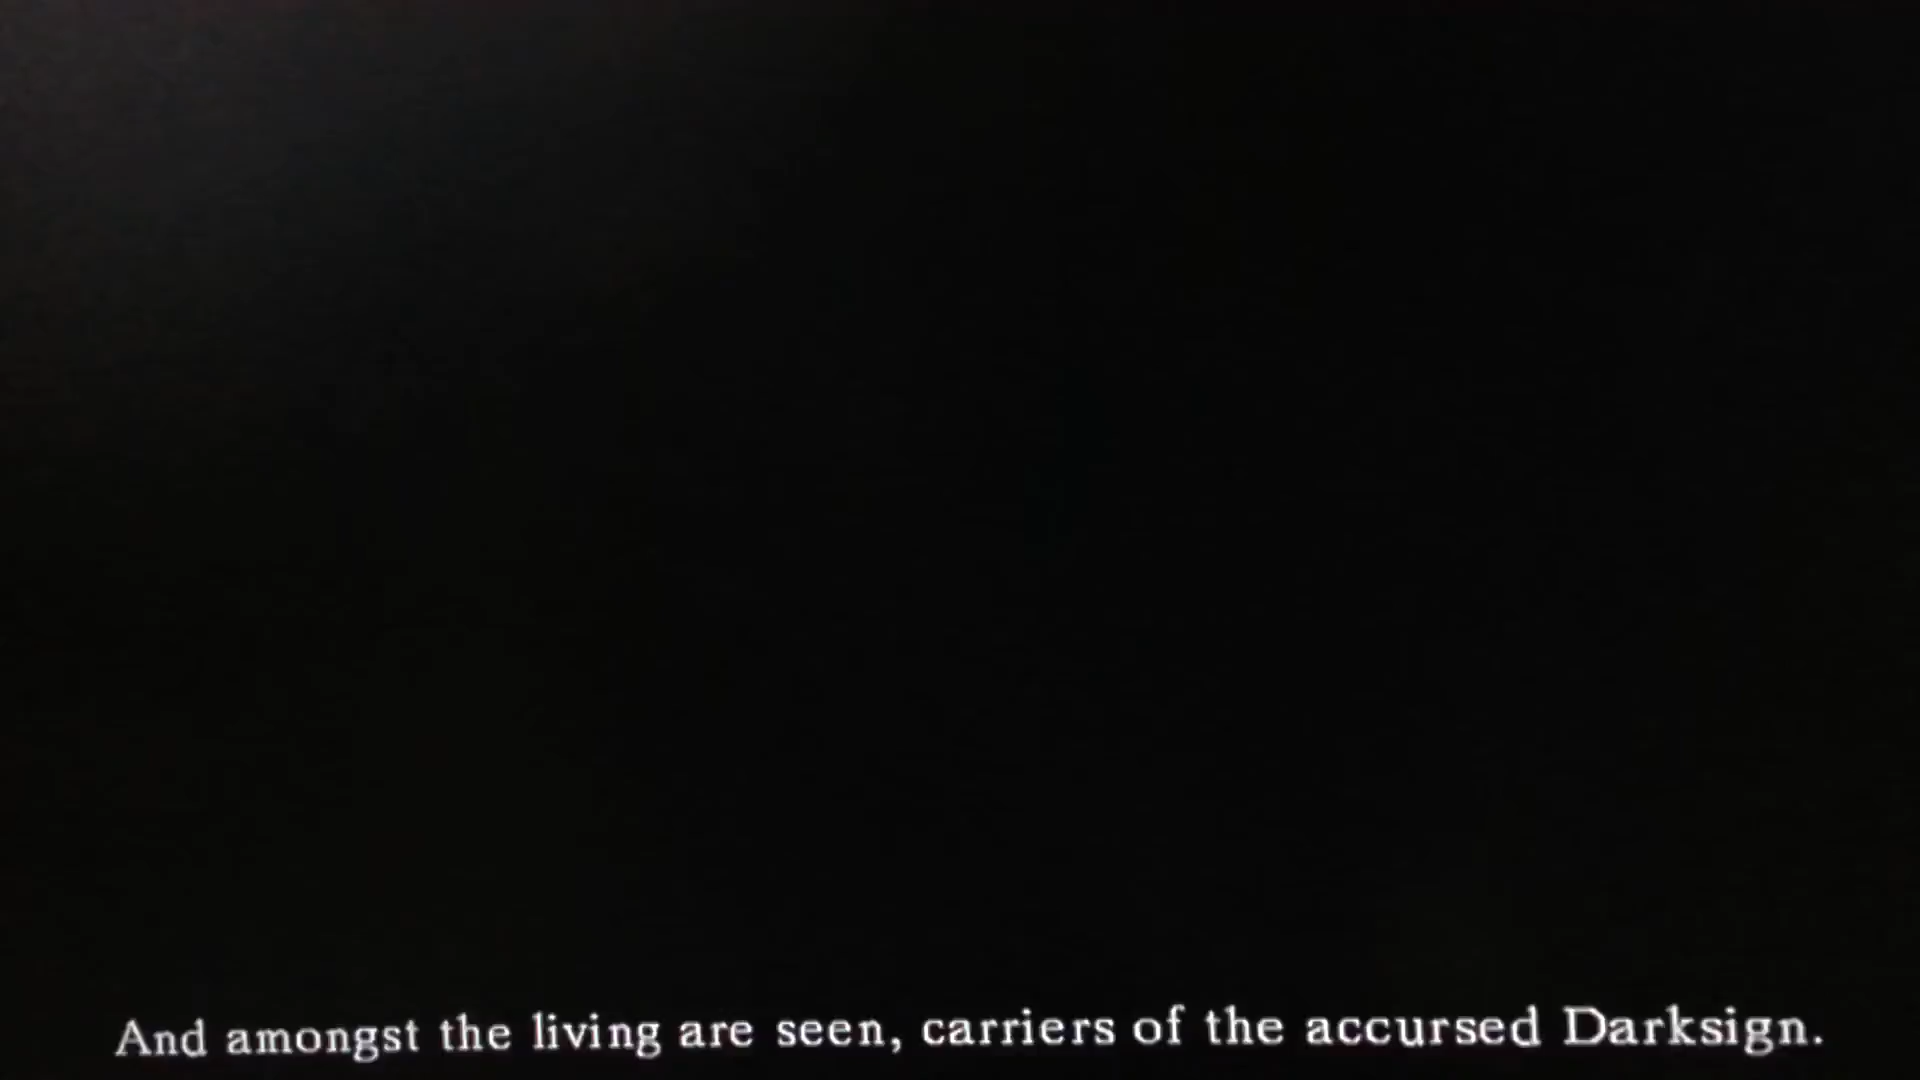 And amongst the living are seen, carriers of the accursed Darksign.